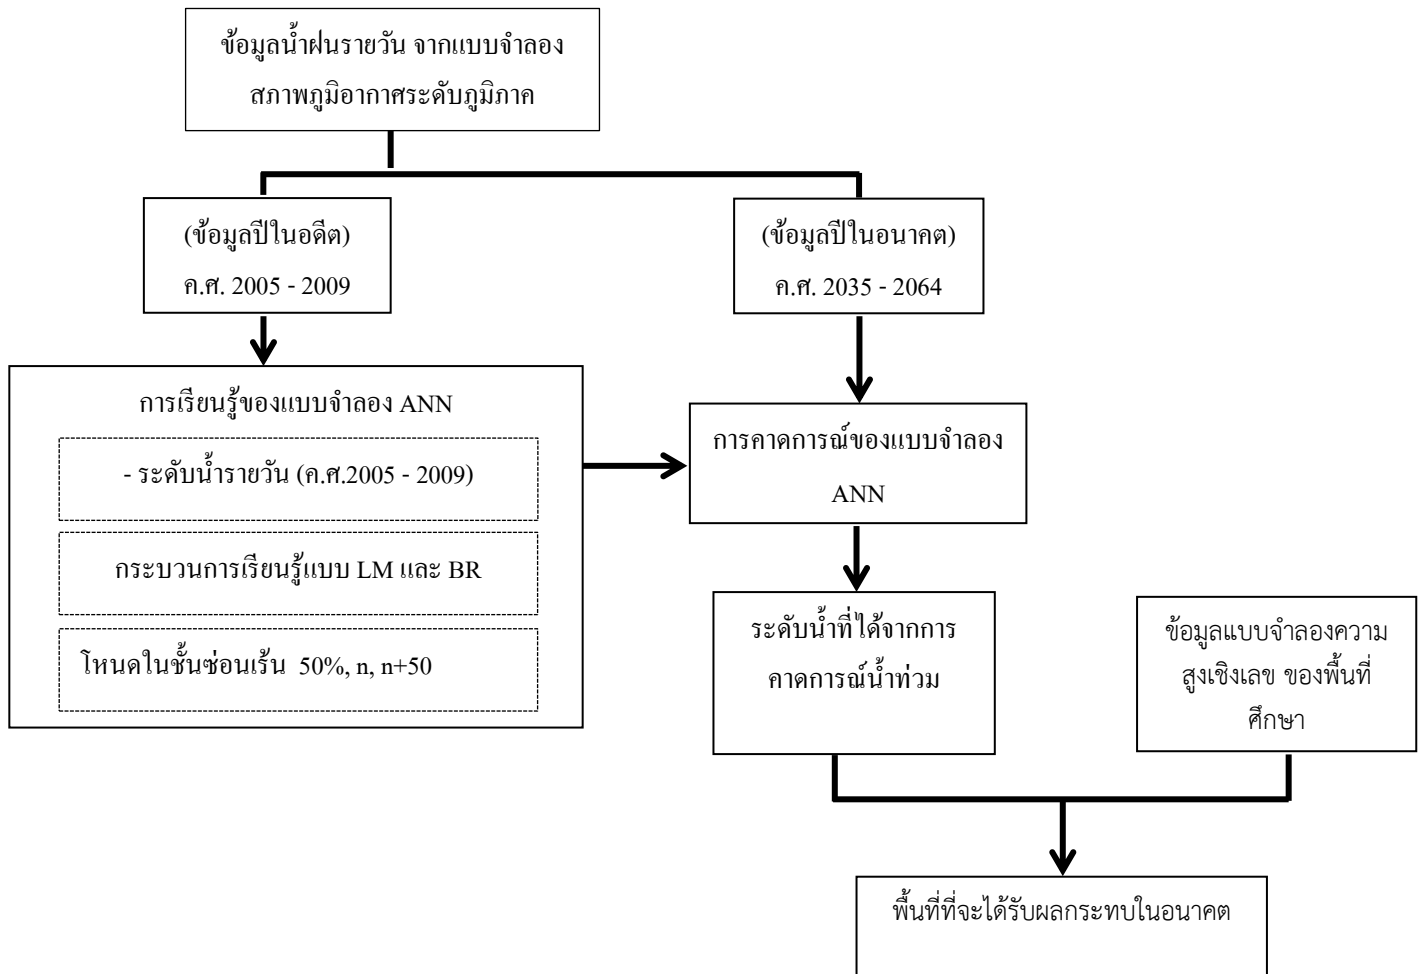 ข้อมูลน้ำฝนรายวัน จากแบบจำลอง
สภาพภูมิอากาศระดับภูมิภาค
(ข้อมูลปีในอดีต)
ค.ศ. 2005 - 2009
(ข้อมูลปีในอนาคต)
ค.ศ. 2035 - 2064
การเรียนรู้ของแบบจำลอง ANN
- ระดับน้ำรายวัน (ค.ศ.2005 - 2009)
กระบวนการเรียนรู้แบบ LM และ BR
โหนดในชั้นซ่อนเร้น 50%, n, n+50
การคาดการณ์ของแบบจำลอง
ANN
ระดับน้ำที่ได้จากการ
คาดการณ์น้ำท่วม
ข้อมูลแบบจำลองความ
สูงเชิงเลข ของพื้นที่
ศึกษา
พื้นที่ที่จะได้รับผลกระทบในอนาคต